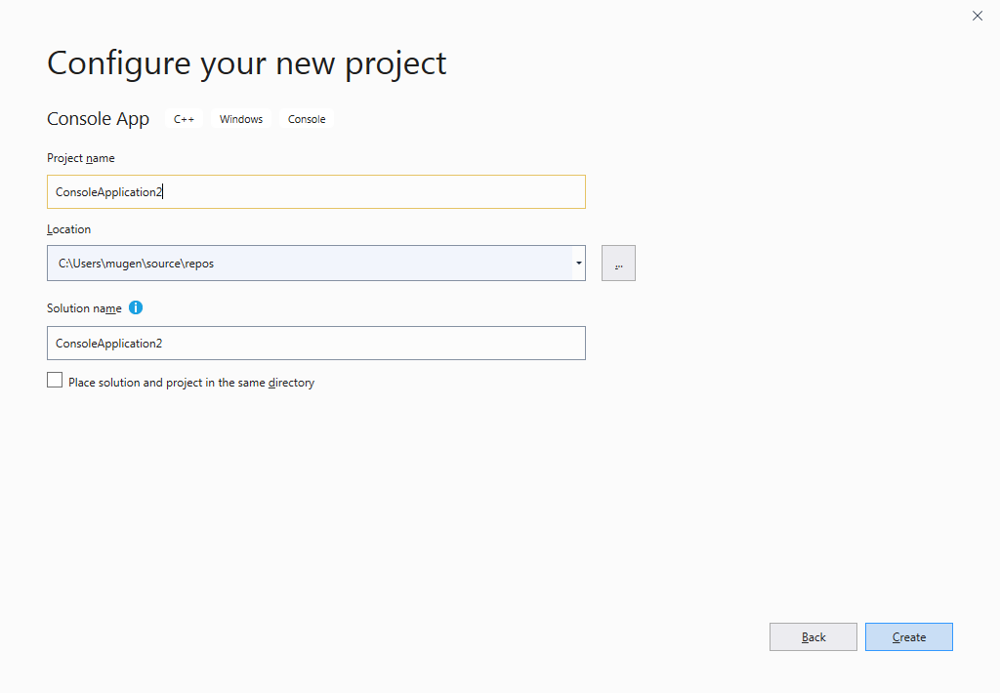 Configure your new project
Console App C++ Windows Console
Project name
ConsoleApplication2
Location
C:\Users\mugen\source\repos
...
Solution name
ConsoleApplication2
Place solution and project in the same directory
Back Create